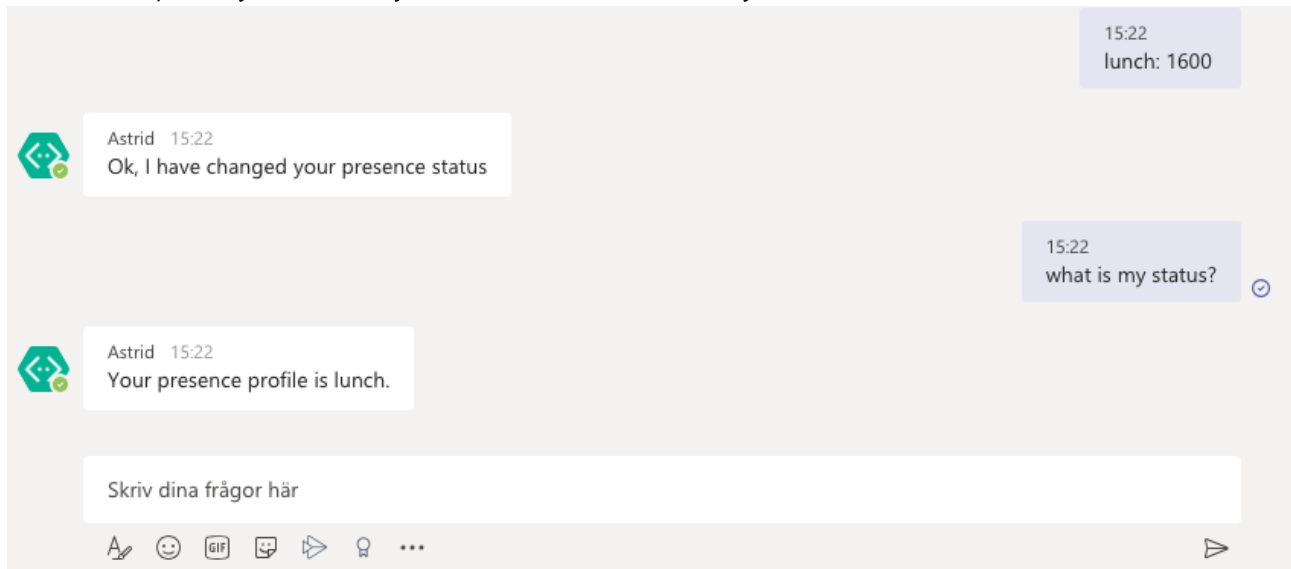 15:22
lunch: 1600
Astrid 15:22
Ok, I have changed your presence status
15:22
what is my status?
Astrid 15:22
Your presence profile is lunch.
Skriv dina frågor här
GIF